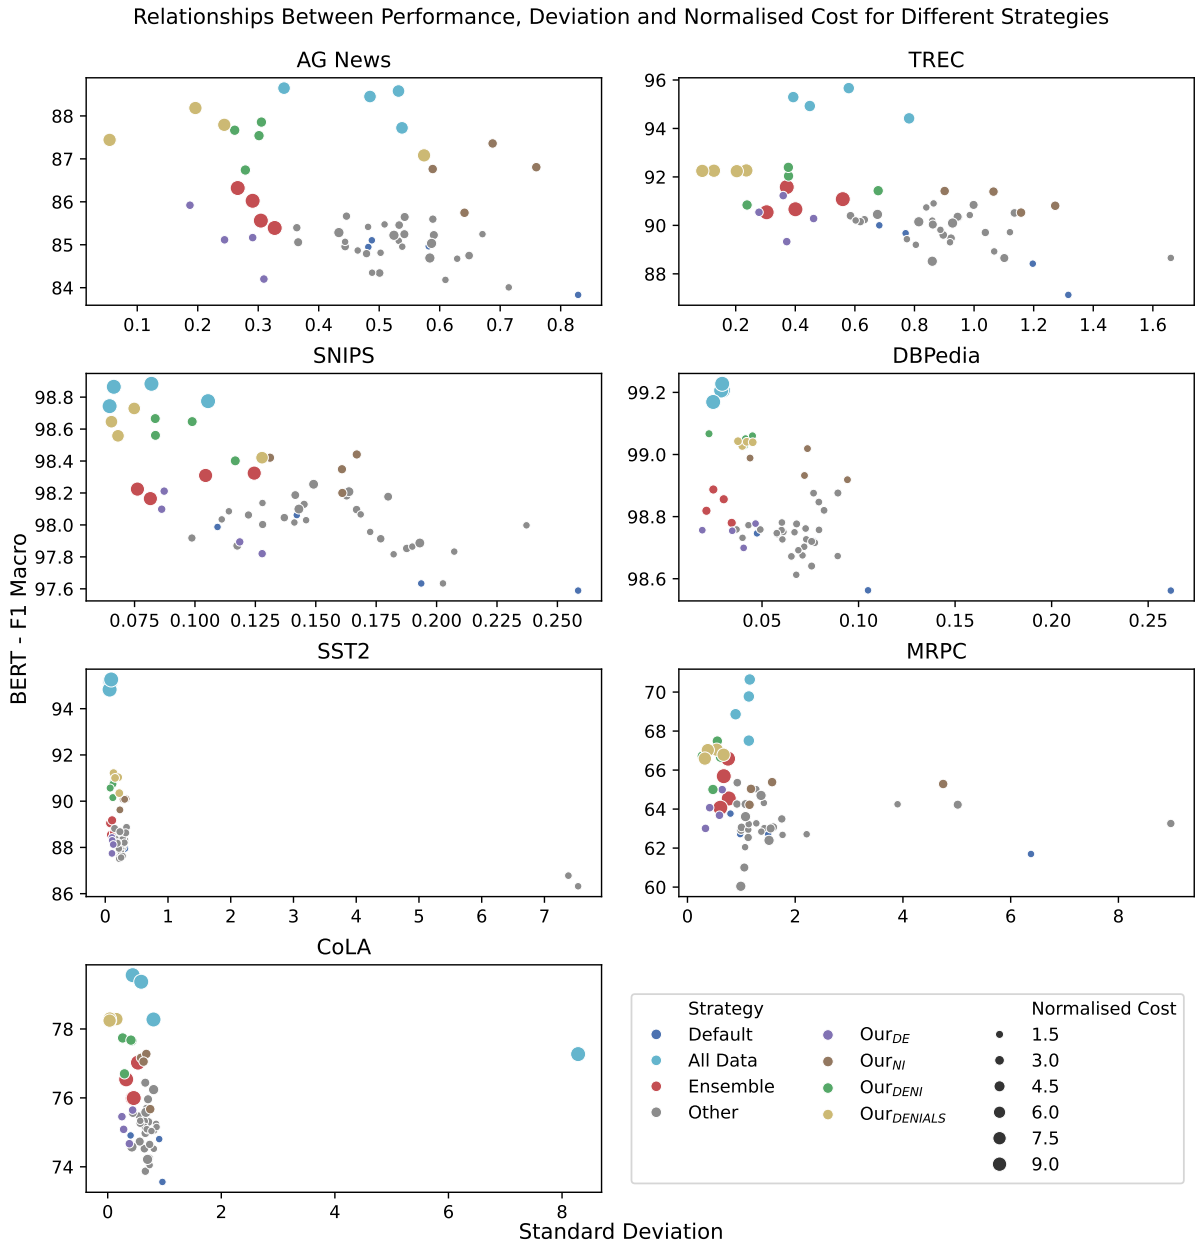 Relationships Between Performance, Deviation and Normalised Cost for Different Strategies
AG News
88
87
86
85
84
0.1 0.2 0.3 0.4 0.5 0.6 0.7 0.8
TREC
96
94
92
90
88
0.2 0.4 0.6 0.8 1.0 1.2 1.4 1.6
SNIPS
98.8
98.6
98.4
98.2
98.0
97.8
97.6
0.075 0.100 0.125 0.150 0.175 0.200 0.225 0.250
DBPedia
99.2
99.0
98.8
98.6
0.05 0.10 0.15 0.20 0.25
BERT - F1 Macro
SST2
94
92
90
88
86
0 1 2 3 4 5 6 7
MRPC
70
68
66
64
62
60
0 2 4 6 8
CoLA
78
76
74
0 2 4 6 8
Standard Deviation
Strategy
Default
All Data
Ensemble
Other
Our_DE
Our_NI
Our_DENI
Our_DENIALS
Normalised Cost
1.5
3.0
4.5
6.0
7.5
9.0